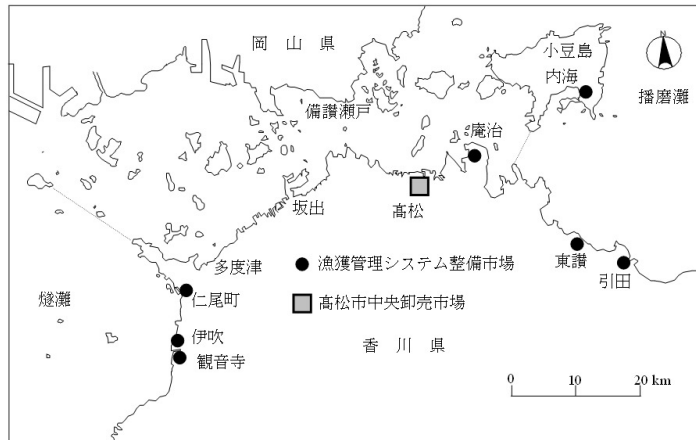 岡 山 県
小豆島
内海
播磨灘
備讃瀬戸
庵治
坂出
髙松
東讃
引田
多度津
漁獲管理システム整備市場
燧灘
仁尾町
髙松市中央卸売市場
伊吹
観音寺
香 川 県
0 10 20 km
N